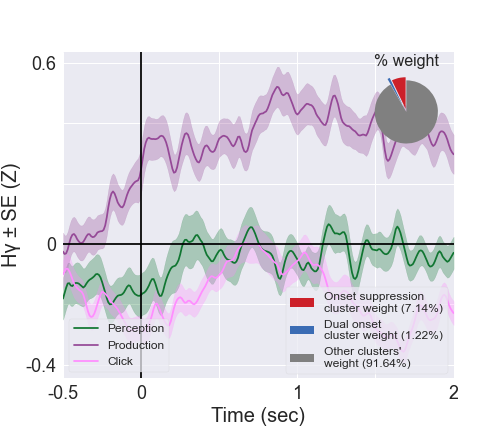 % weight
0.6
0
-0.4
Hγ ± SE (Z)
Perception
Production
Click
Onset suppression
cluster weight (7.14%)
Dual onset
cluster weight (1.22%)
Other clusters'
weight (91.64%)
-0.5
0
1
2
Time (sec)